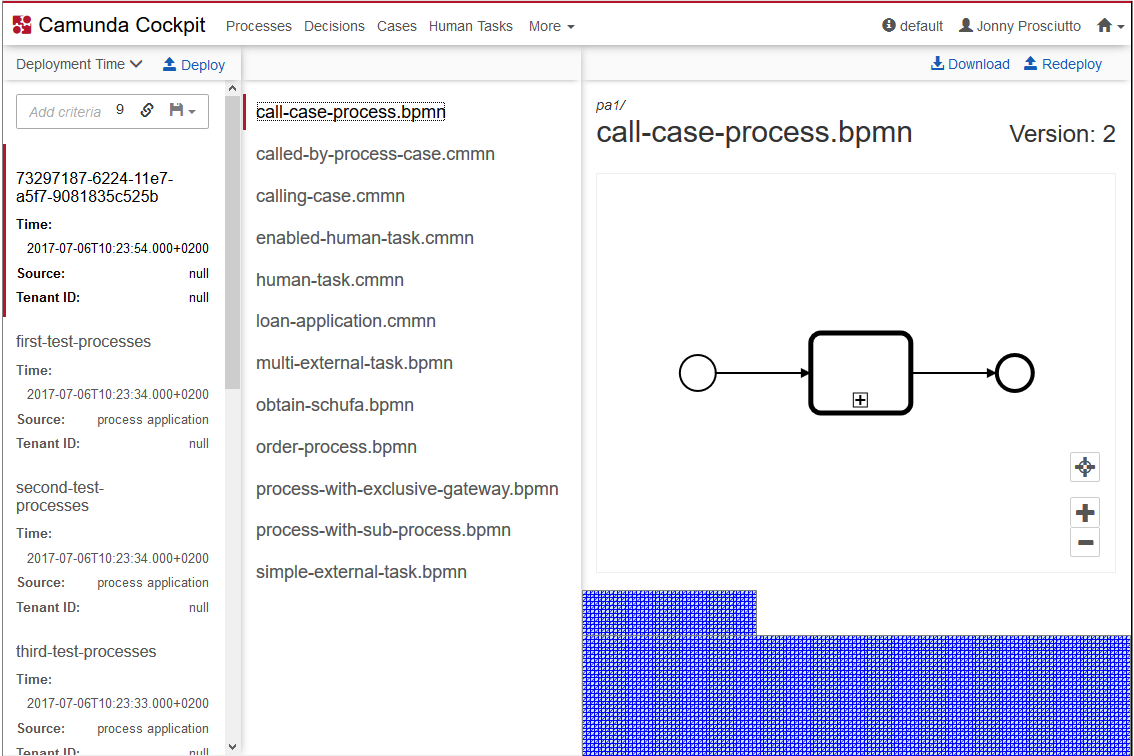 Camunda Cockpit Processes Decisions Cases Human Tasks More default Jonny Prosciutto
Deployment Time Deploy
Add criteria 9
73297187-6224-11e7-
a5f7-9081835c525b
Time:
2017-07-06T10:23:54.000+0200
Source: null
Tenant ID: null
first-test-processes
Time:
2017-07-06T10:23:34.000+0200
Source: process application
Tenant ID: null
second-test-
processes
Time:
2017-07-06T10:23:34.000+0200
Source: process application
Tenant ID: null
third-test-processes
Time:
2017-07-06T10:23:33.000+0200
Source: process application
Tenant ID: null
call-case-process.bpmn
called-by-process-case.cmmn
calling-case.cmmn
enabled-human-task.cmmn
human-task.cmmn
loan-application.cmmn
multi-external-task.bpmn
obtain-schufa.bpmn
order-process.bpmn
process-with-exclusive-gateway.bpmn
process-with-sub-process.bpmn
simple-external-task.bpmn
Download Redeploy
pa1/
call-case-process.bpmn Version: 2